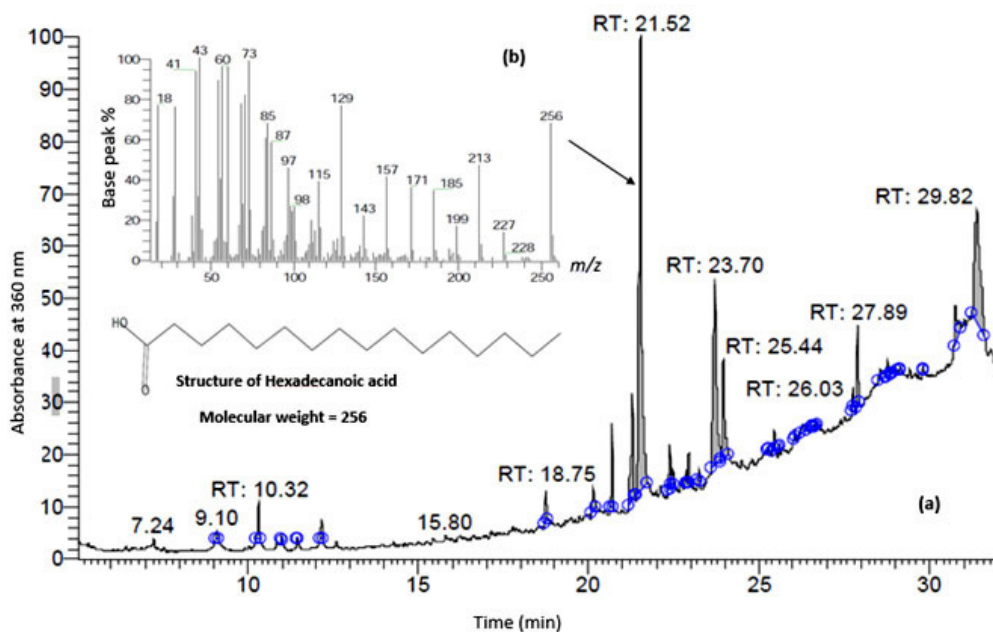 RT: 21.52
(b)
100
80
60
40
20
0
Base peak %
18
41
43
60
73
85
87
97
98
115
129
143
157
171
185
199
213
227
228
256
50
100
150
200
250
m/z
HO
O
Structure of Hexadecanoic acid
Molecular weight = 256
RT: 29.82
RT: 23.70
RT: 27.89
RT: 25.44
RT: 26.03
RT: 18.75
RT: 10.32
7.24
9.10
15.80
(a)
100
90
80
70
60
50
40
30
20
10
0
Absorbance at 360 nm
10
15
20
25
30
Time (min)